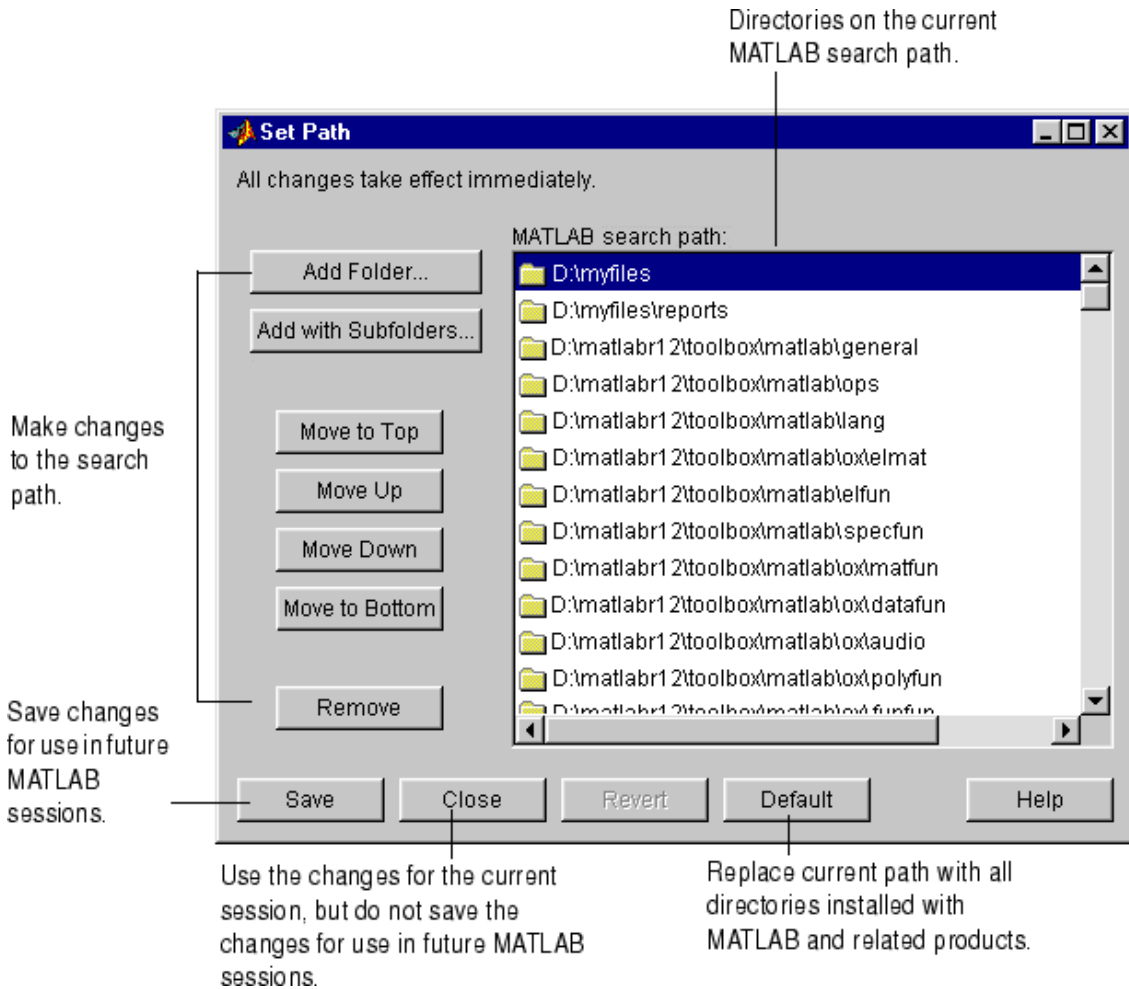 Directories on the current
MATLAB search path.
Set Path
All changes take effect immediately.
MATLAB search path:
Add Folder...
Add with Subfolders...
Move to Top
Move Up
Move Down
Move to Bottom
Remove
D:\myfiles
D:\myfiles\reports
D:\matlabr12\toolbox\matlab\general
D:\matlabr12\toolbox\matlab\ops
D:\matlabr12\toolbox\matlab\lang
D:\matlabr12\toolbox\matlab\ox\elmat
D:\matlabr12\toolbox\matlab\elfun
D:\matlabr12\toolbox\matlab\specfun
D:\matlabr12\toolbox\matlab\ox\matfun
D:\matlabr12\toolbox\matlab\ox\datafun
D:\matlabr12\toolbox\matlab\ox\audio
D:\matlabr12\toolbox\matlab\ox\polyfun
D:\matlabr12\toolbox\matlab\ox\funfun
Make changes
to the search
path.
Save changes
for use in future
MATLAB
sessions.
Save
Close
Revert
Default
Help
Use the changes for the current
session, but do not save the
changes for use in future MATLAB
sessions.
Replace current path with all
directories installed with
MATLAB and related products.